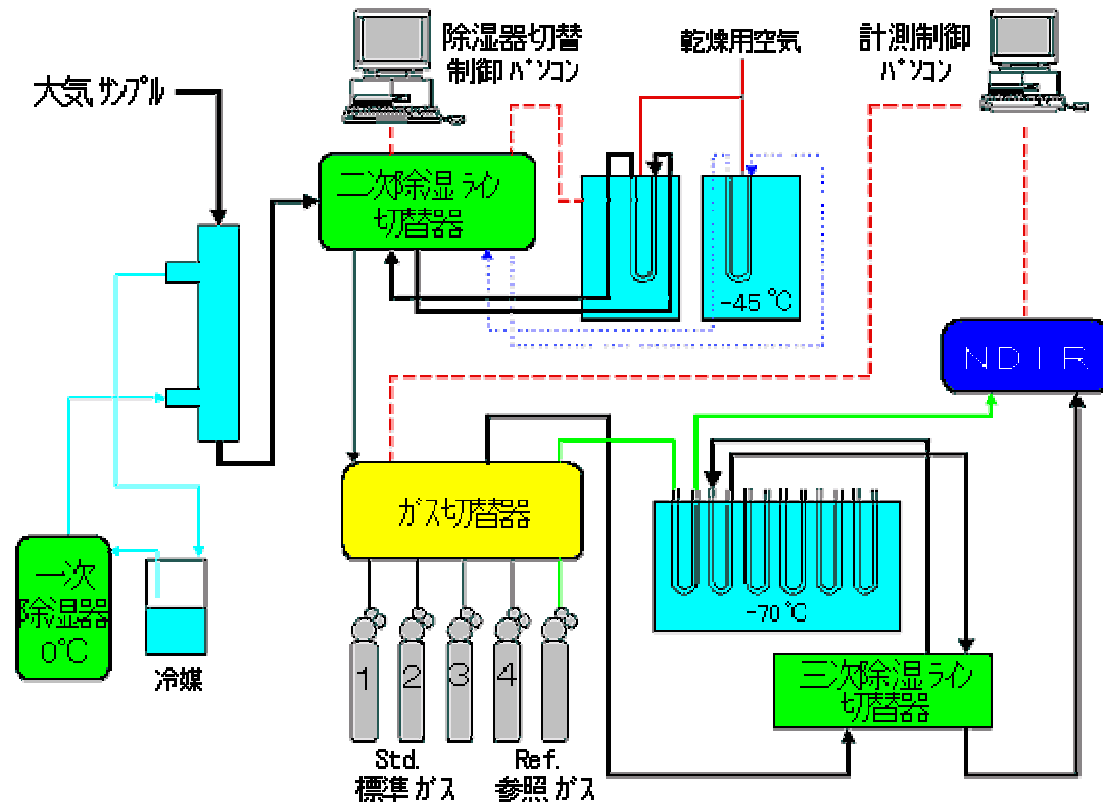 除湿器切替
制御 パソコン
乾燥用空気
計測制御
パソコン
大気 サンプル
二次除湿 ライン
切替器
-45 ℃
NDIR
ガス切替器
-70 ℃
一次
除湿器
0℃
冷媒
1 2 3 4
三次除湿 ライン
切替器
Std.
標準 ガス
Ref.
参照 ガス